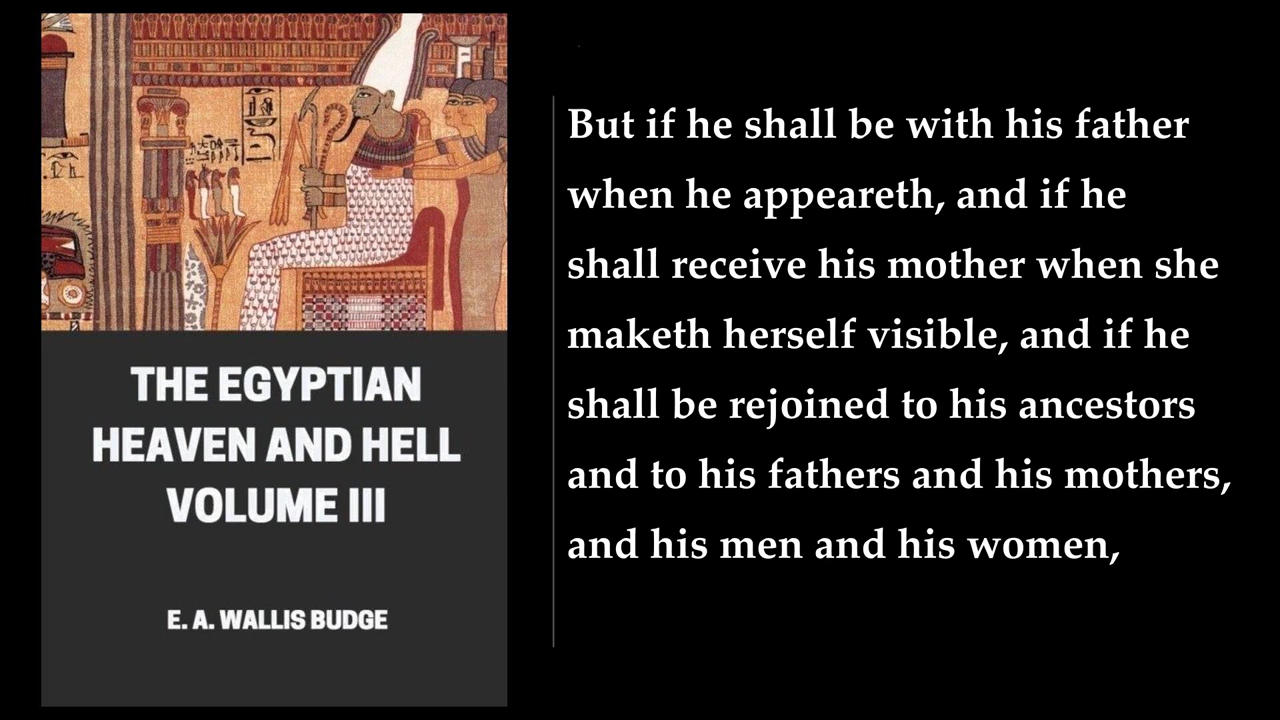 THE EGYPTIAN
HEAVEN AND HELL
VOLUME III
E. A. WALLIS BUDGE
But if he shall be with his father
when he appeareth, and if he
shall receive his mother when she
maketh herself visible, and if he
shall be rejoined to his ancestors
and to his fathers and his mothers,
and his men and his women,